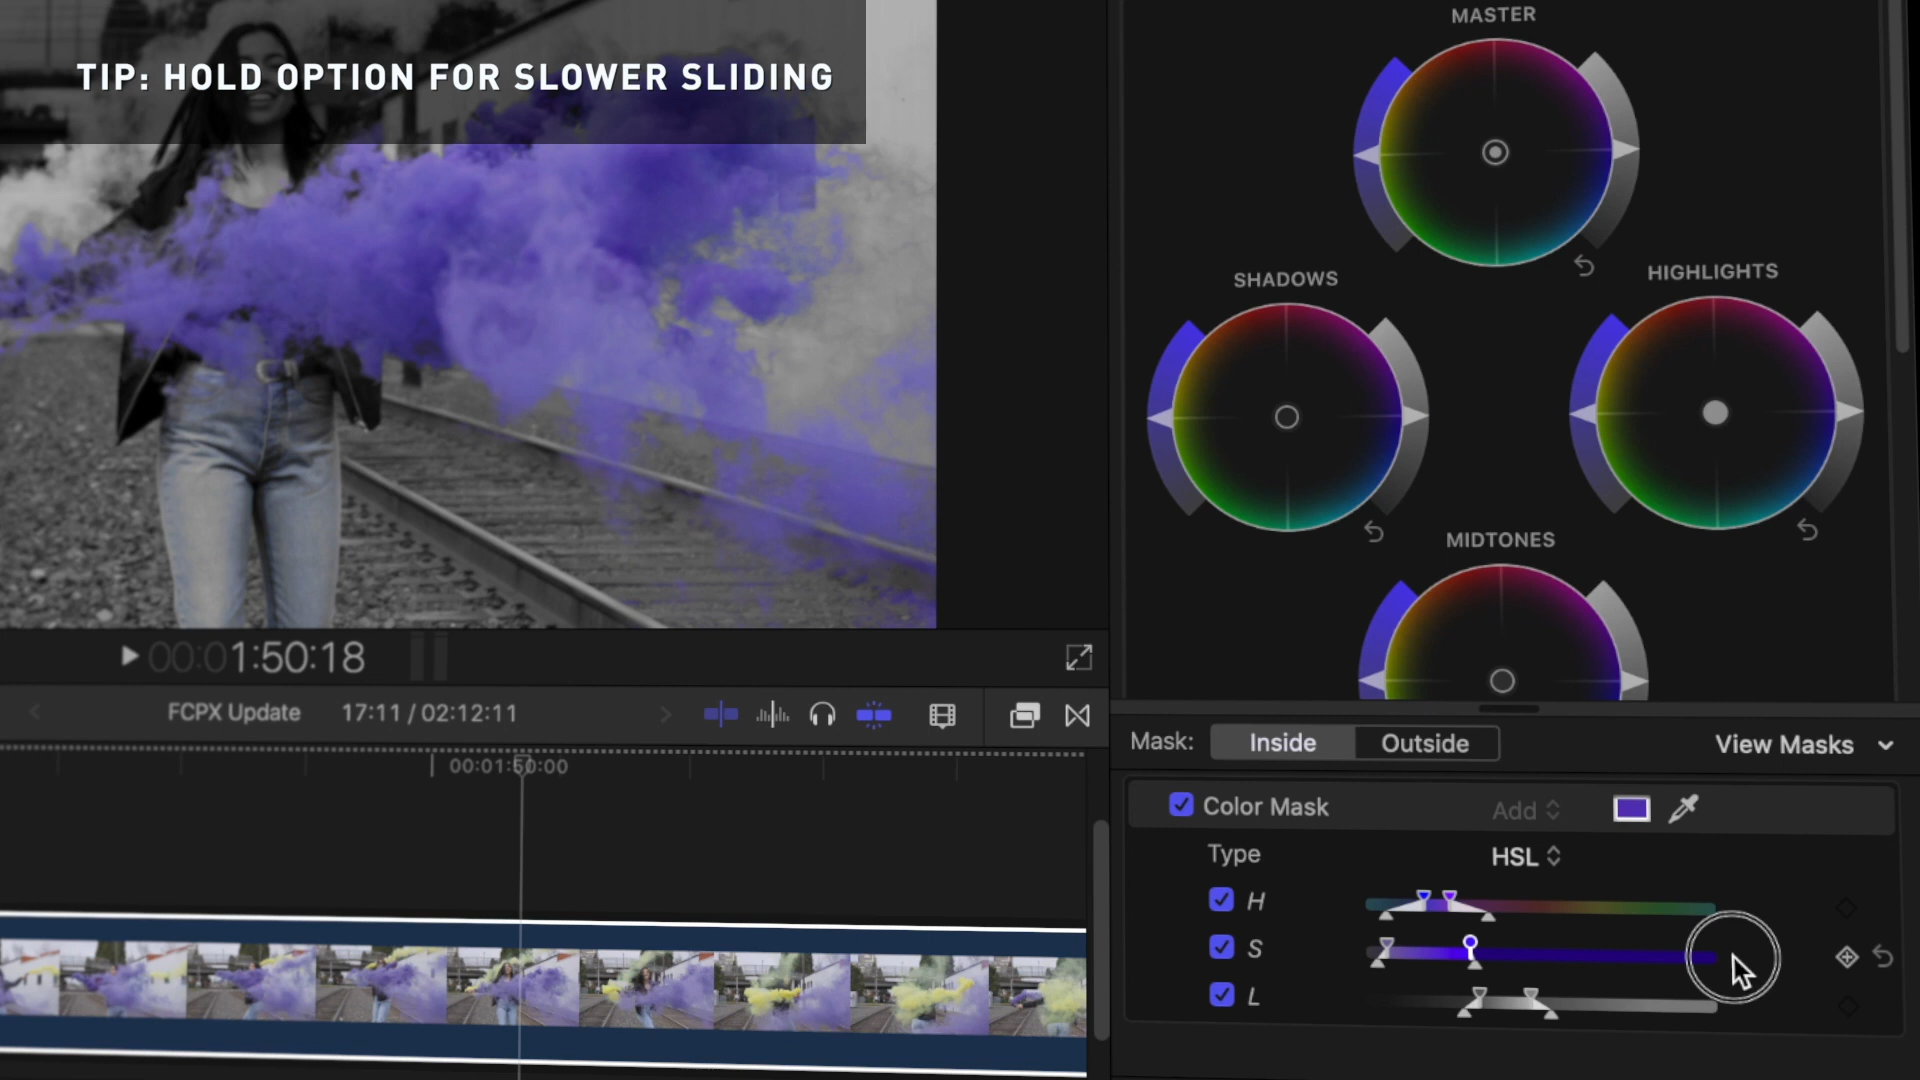 TIP: HOLD OPTION FOR SLOWER SLIDING
MASTER
SHADOWS
HIGHLIGHTS
MIDTONES
00:01:50:18
FCPX Update
17:11 / 02:12:11
00:01:50:00
Mask:
Inside
Outside
View Masks
Color Mask
Add
Type
HSL
H
S
L